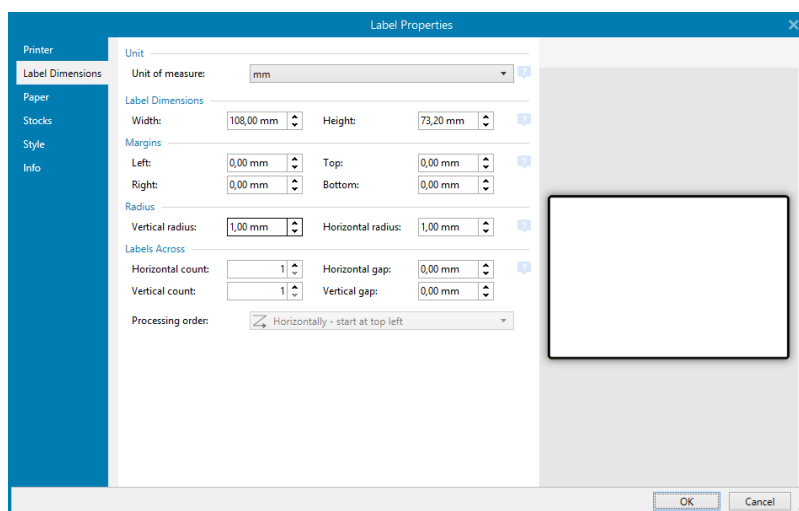 Label Properties
Printer
Label Dimensions
Paper
Stocks
Style
Info
Unit
Unit of measure: mm
Label Dimensions
Width: 108,00 mm Height: 73,20 mm
Margins
Left: 0,00 mm Top: 0,00 mm
Right: 0,00 mm Bottom: 0,00 mm
Radius
Vertical radius: 1,00 mm Horizontal radius: 1,00 mm
Labels Across
Horizontal count: 1 Horizontal gap: 0,00 mm
Vertical count: 1 Vertical gap: 0,00 mm
Processing order: Horizontally - start at top left
OK Cancel